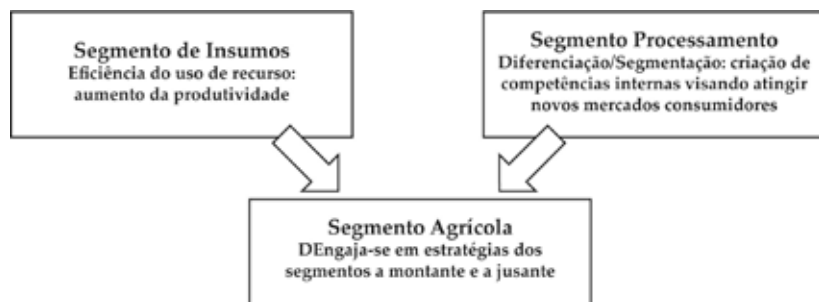 Segmento de Insumos
Eficiência do uso de recurso:
aumento da produtividade
Segmento Processamento
Diferenciação/Segmentação: criação de
competências internas visando atingir
novos mercados consumidores
Segmento Agrícola
DEngaja-se em estratégias dos
segmentos a montante e a jusante